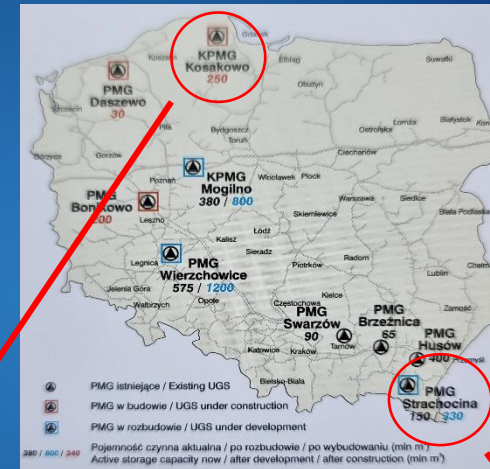 Koszalin
Gdańsk
KPMG
Kosakowo
250
Elbląg
Suwałki
PMG
Daszewo
30
Olsztyn
Szczecin
Piła
Bydgoszcz
Toruń
Ostrołęka
Łomża
Białystok
Gorzów
Ciechanów
Poznań
KPMG
Mogilno
380 / 800
Włocławek
Płock
PMG
Bonikowo
200
Leszno
Warszawa
Siedlce
Biała Podlaska
Skierniewice
Łódź
Kalisz
Sieradz
Legnica
PMG
Wierzchowice
575 / 1200
Piotrków
Radom
Lublin
Chełm
Jelenia Góra
Wałbrzych
Opole
Częstochowa
Kielce
Zamość
PMG
Swarzów
90
PMG
Brzeźnica
65
PMG
Husów
400
Przemyśl
Katowice
Kraków
Tarnów
Bielsko-Biała
PMG
Strachocina
150 / 330
PMG istniejące / Existing UGS
PMG w budowie / UGS under construction
PMG w rozbudowie / UGS under development
380 / 800 / 340 Pojemność czynna aktualna / po rozbudowie / po wybudowaniu (mln m³)
Active storage capacity now / after development / after construction (mln m³)